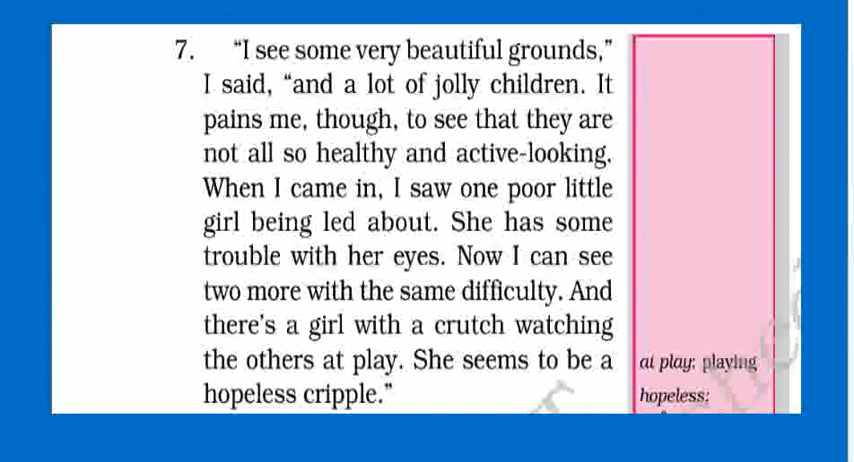 7. “I see some very beautiful grounds,”
I said, “and a lot of jolly children. It
pains me, though, to see that they are
not all so healthy and active-looking.
When I came in, I saw one poor little
girl being led about. She has some
trouble with her eyes. Now I can see
two more with the same difficulty. And
there’s a girl with a crutch watching
the others at play. She seems to be a
hopeless cripple.”
at play: playing
hopeless: